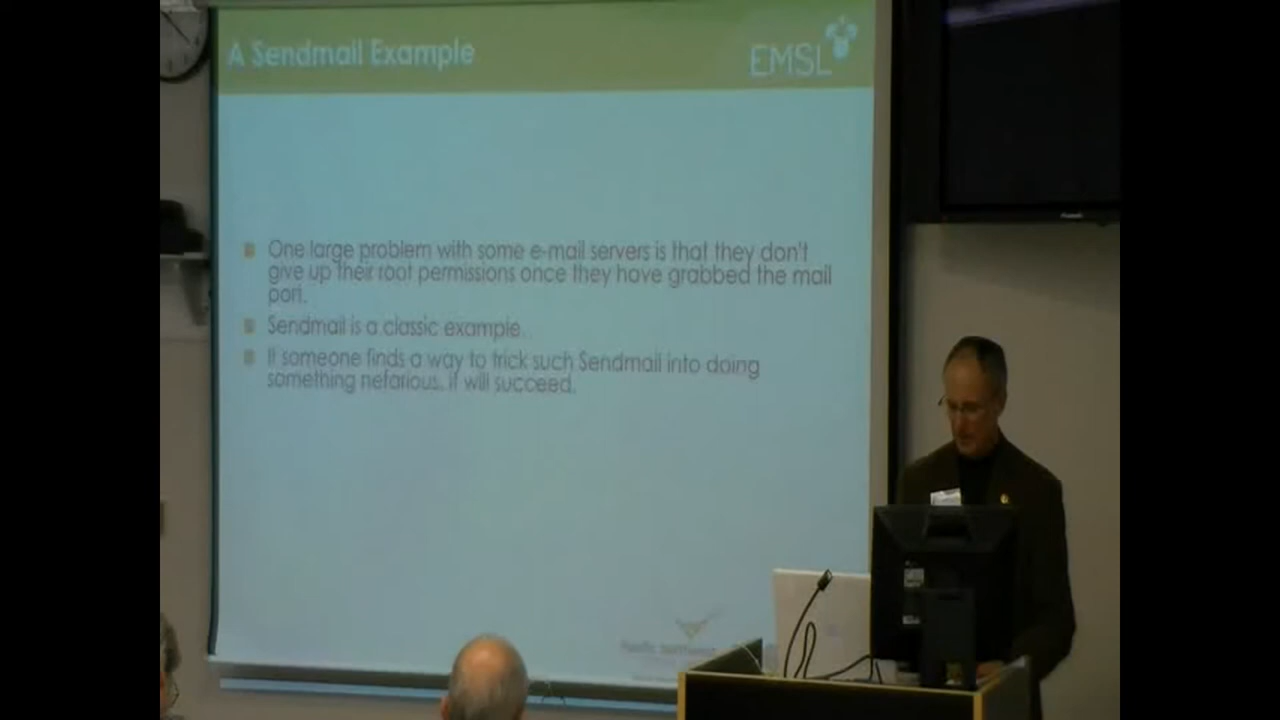 A Sendmail Example
EMSL
One large problem with some e-mail servers is that they don't
give up their root permissions once they have grabbed the mail
port.
Sendmail is a classic example.
If someone finds a way to trick such Sendmail into doing
something nefarious, it will succeed.
Pacific Northwest